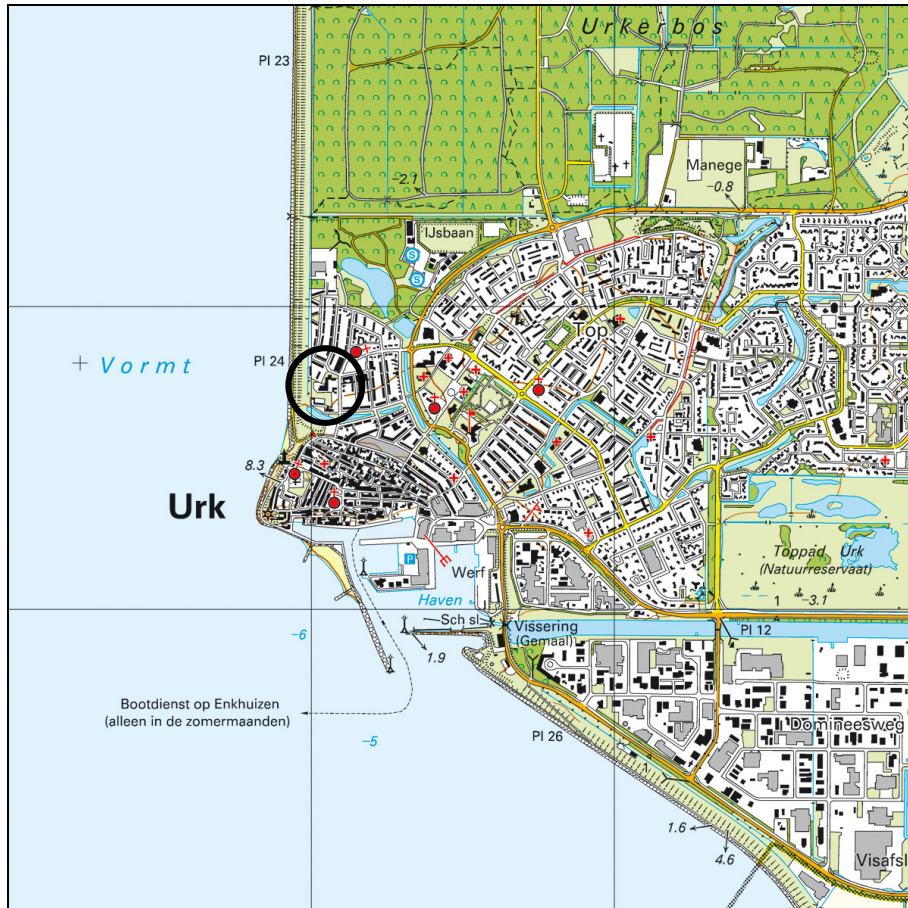 Urkerbos
Pl 23
Manege
-0.8
-2.1
IJsbaan
S
S
Top
Pl 24
Vormt
8.3
Urk
P
Werf
Toppad Urk
(Natuurreservaat)
1
-3.1
Haven
Sch sl
Vissering
(Gemaal)
Pl 12
-6
1.9
Bootdienst op Enkhuizen
(alleen in de zomermaanden)
-5
Pl 26
Domineesweg
1.6
4.6
Visafsl